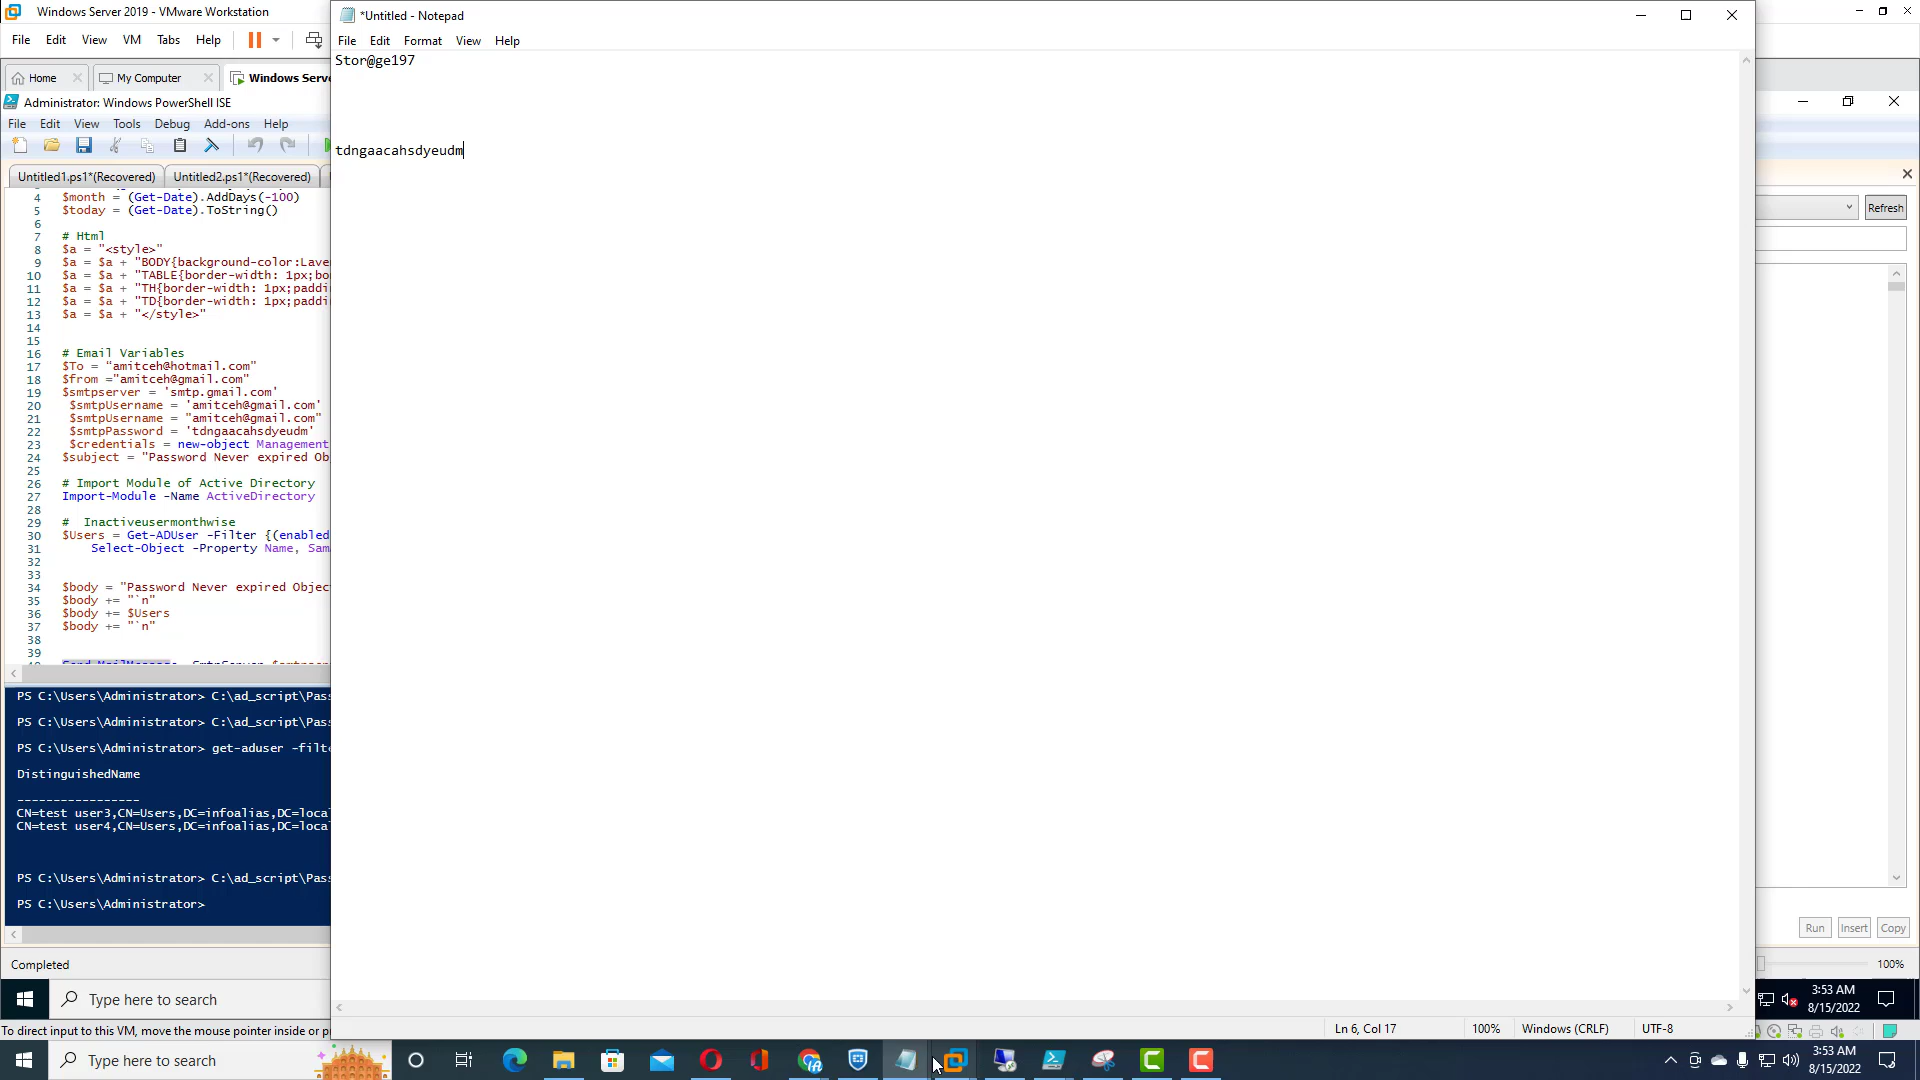 Windows Server 2019 - VMware Workstation
File Edit View VM Tabs Help
Home
My Computer
Windows Serve
Administrator: Windows PowerShell ISE
File Edit View Tools Debug Add-ons Help
Untitled1.ps1*(Recovered)
Untitled2.ps1*(Recovered)
4 $month = (Get-Date).AddDays(-100)
5 $today = (Get-Date).ToString()
6
7 # Html
8 $a = "<style>"
9 $a = $a + "BODY{background-color:Lave
10 $a = $a + "TABLE{border-width: 1px;bo
11 $a = $a + "TH{border-width: 1px;paddi
12 $a = $a + "TD{border-width: 1px;paddi
13 $a = $a + "</style>"
14
15
16 # Email Variables
17 $To = "amitceh@hotmail.com"
18 $from ="amitceh@gmail.com"
19 $smtpserver = 'smtp.gmail.com'
20 $smtpUsername = 'amitceh@gmail.com'
21 $smtpUsername = "amitceh@gmail.com"
22 $smtpPassword = 'tdngaacahsdyeudm'
23 $credentials = new-object Management
24 $subject = "Password Never expired Ob
25
26 # Import Module of Active Directory
27 Import-Module -Name ActiveDirectory
28
29 # Inactiveusermonthwise
30 $Users = Get-ADUser -Filter {(enabled
31 Select-Object -Property Name, Sam
32
33
34 $body = "Password Never expired Objec
35 $body += "`n"
36 $body += $Users
37 $body += "`n"
38
39
PS C:\Users\Administrator> C:\ad_script\Pass
PS C:\Users\Administrator> C:\ad_script\Pass
PS C:\Users\Administrator> get-aduser -filte
DistinguishedName
-----------------
CN=test user3,CN=Users,DC=infoalias,DC=local
CN=test user4,CN=Users,DC=infoalias,DC=local
PS C:\Users\Administrator> C:\ad_script\Pass
PS C:\Users\Administrator>
Completed
Type here to search
To direct input to this VM, move the mouse pointer inside or p
*Untitled - Notepad
File Edit Format View Help
Stor@ge197
tdngaacahsdyeudm
Ln 6, Col 17
100%
Windows (CRLF)
UTF-8
Refresh
Run
Insert
Copy
100%
3:53 AM
8/15/2022
Type here to search
3:53 AM
8/15/2022